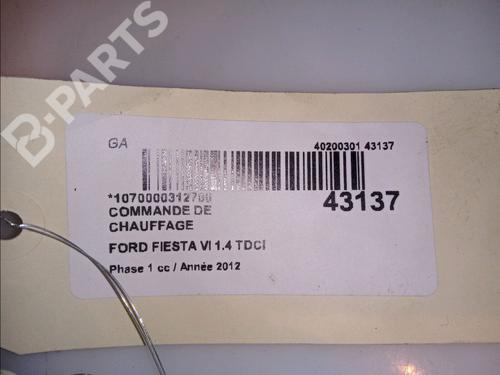 B-PARTS
GA
40200301 43137
*1070000312700
43137
COMMANDE DE
CHAUFFAGE
FORD FIESTA VI 1.4 TDCI
Phase 1 cc / Année 2012